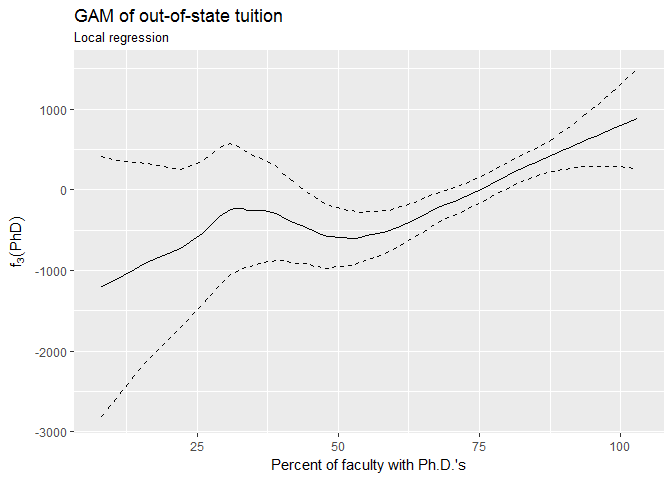 GAM of out-of-state tuition
Local regression
1000
0
-1000
-2000
-3000
f₃(PhD)
25 50 75 100
Percent of faculty with Ph.D.'s